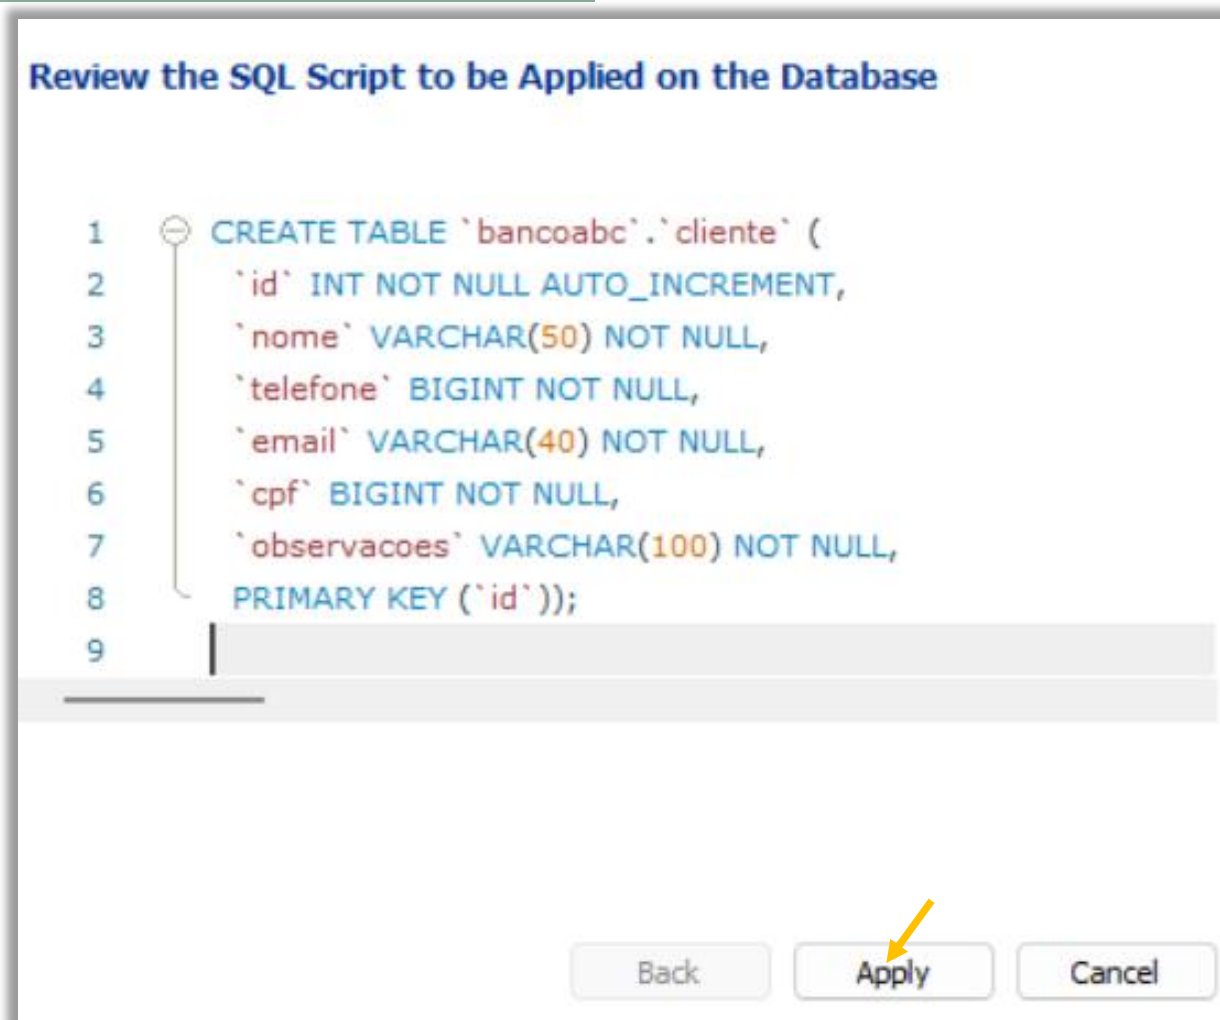 Review the SQL Script to be Applied on the Database
1 CREATE TABLE `bancoabc`.`cliente` (
2 `id` INT NOT NULL AUTO_INCREMENT,
3 `nome` VARCHAR(50) NOT NULL,
4 `telefone` BIGINT NOT NULL,
5 `email` VARCHAR(40) NOT NULL,
6 `cpf` BIGINT NOT NULL,
7 `observacoes` VARCHAR(100) NOT NULL,
8 PRIMARY KEY (`id`));
9
Back Apply Cancel